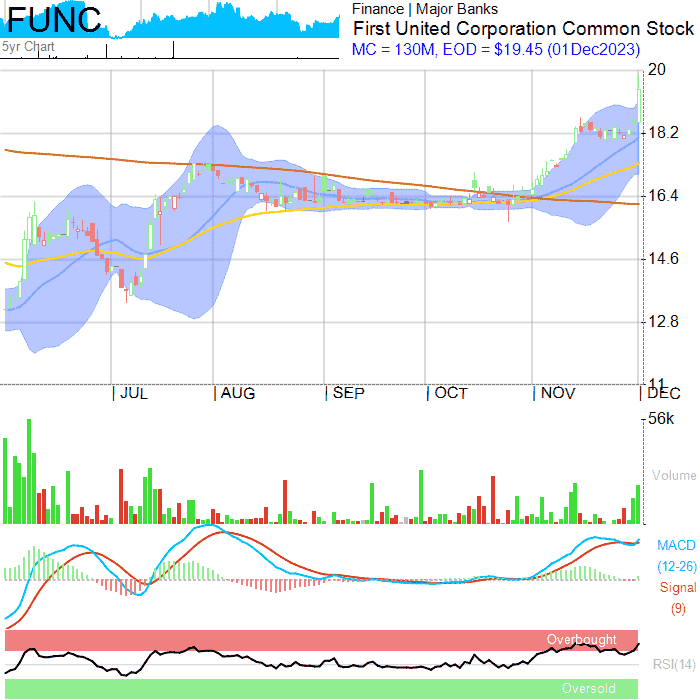 FUNC
5yr Chart
Finance | Major Banks
First United Corporation Common Stock
MC = 130M, EOD = $19.45 (01Dec2023)
20
18.2
16.4
14.6
12.8
11
JUL AUG SEP OCT NOV DEC
56k
Volume
MACD
(12-26)
Signal
(9)
Overbought
RSI(14)
Oversold